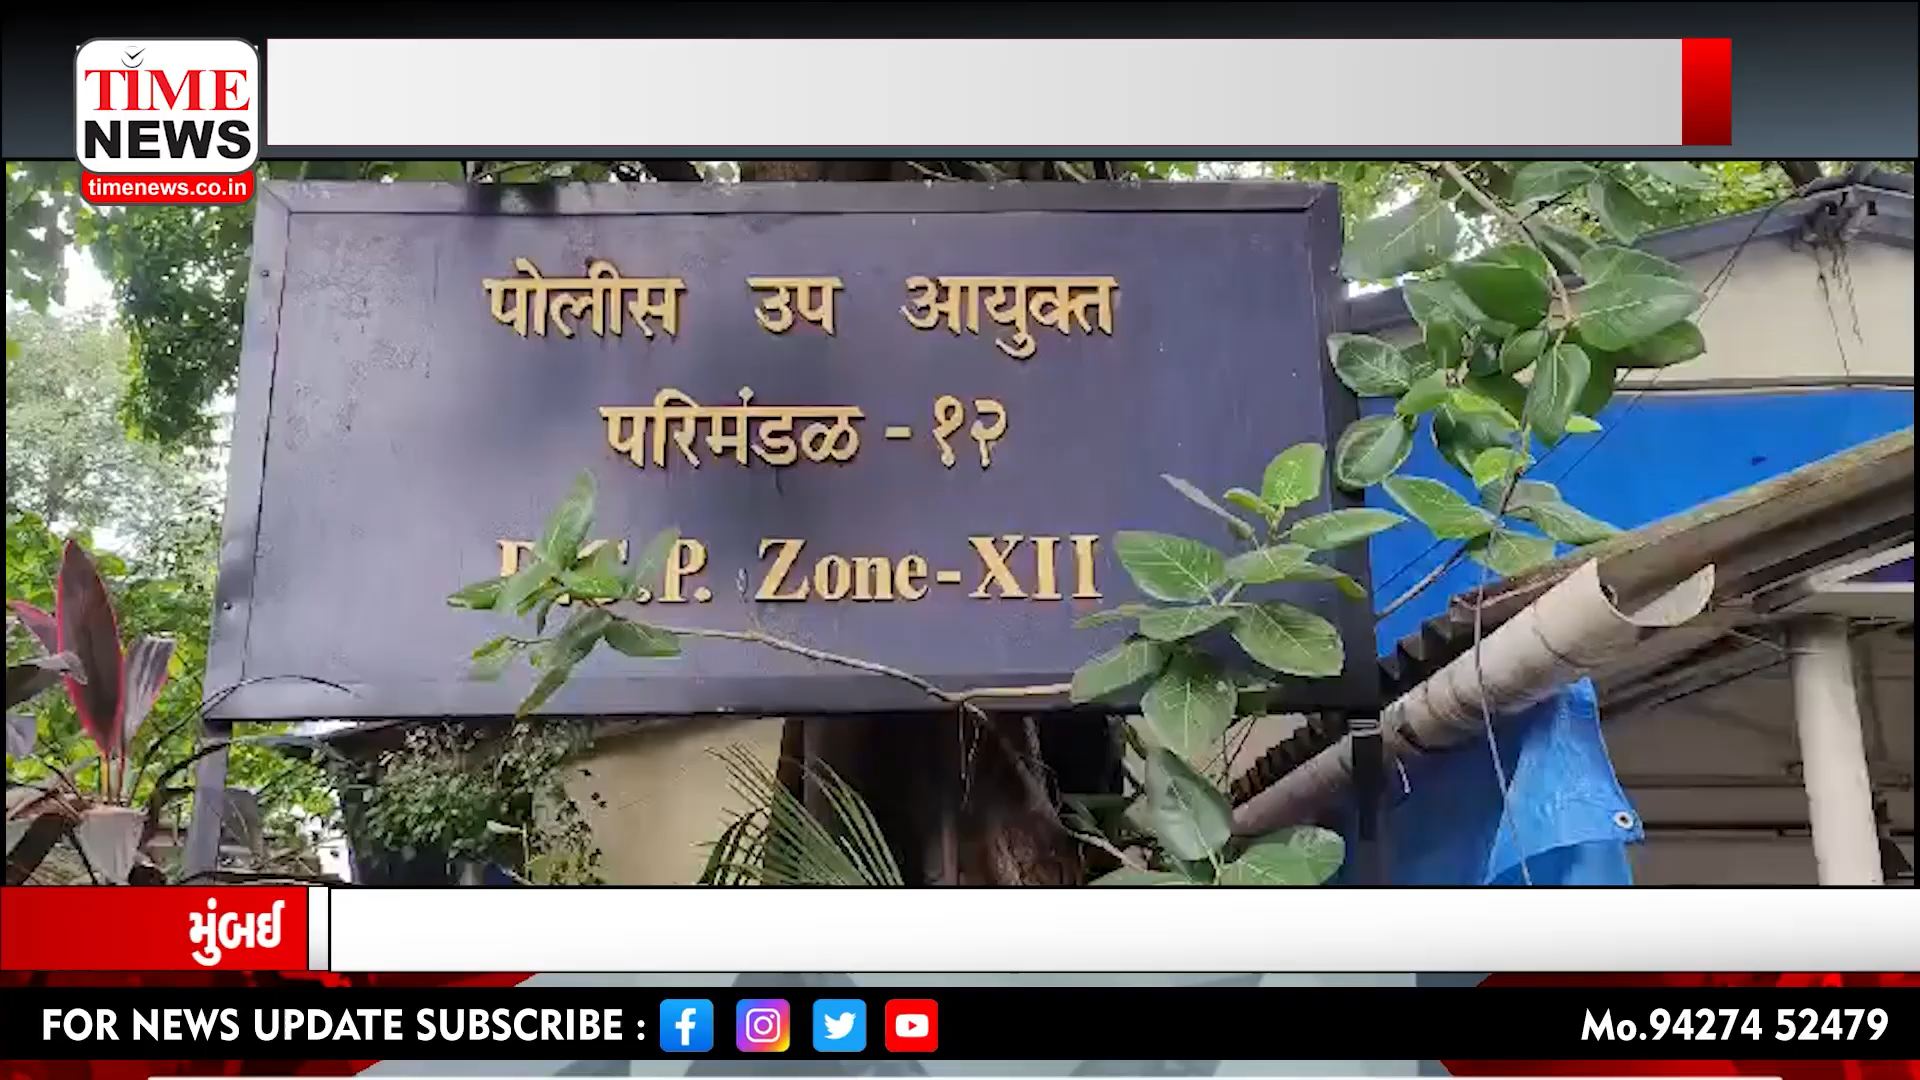 TIME
NEWS
timenews.co.in
पोलीस उप आयुक्त
परिमंडळ - १२
D.C.P. Zone-XII
મુંબઈ
FOR NEWS UPDATE SUBSCRIBE :
Mo.94274 52479